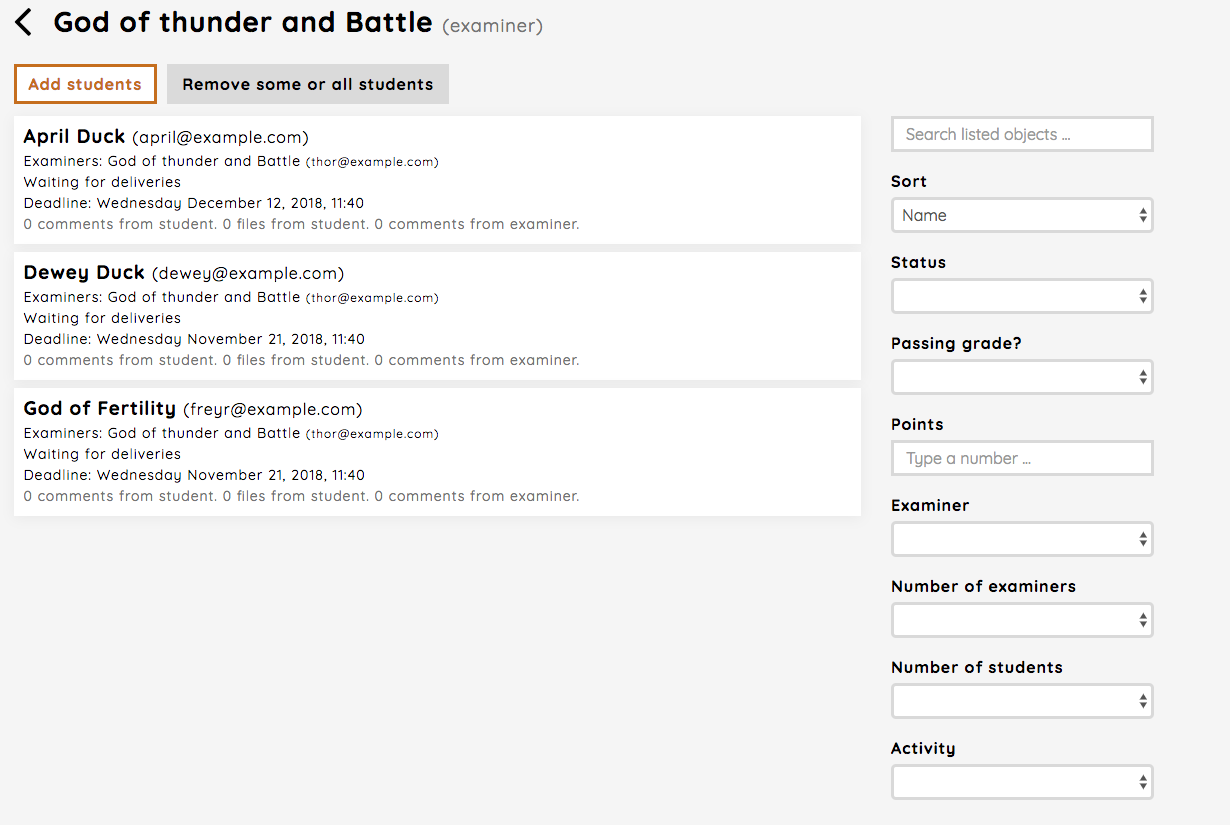 God of thunder and Battle (examiner)
Add students
Remove some or all students
April Duck (april@example.com)
Examiners: God of thunder and Battle (thor@example.com)
Waiting for deliveries
Deadline: Wednesday December 12, 2018, 11:40
0 comments from student. 0 files from student. 0 comments from examiner.
Dewey Duck (dewey@example.com)
Examiners: God of thunder and Battle (thor@example.com)
Waiting for deliveries
Deadline: Wednesday November 21, 2018, 11:40
0 comments from student. 0 files from student. 0 comments from examiner.
God of Fertility (freyr@example.com)
Examiners: God of thunder and Battle (thor@example.com)
Waiting for deliveries
Deadline: Wednesday November 21, 2018, 11:40
0 comments from student. 0 files from student. 0 comments from examiner.
Search listed objects ...
Sort
Name
Status
Passing grade?
Points
Type a number ...
Examiner
Number of examiners
Number of students
Activity